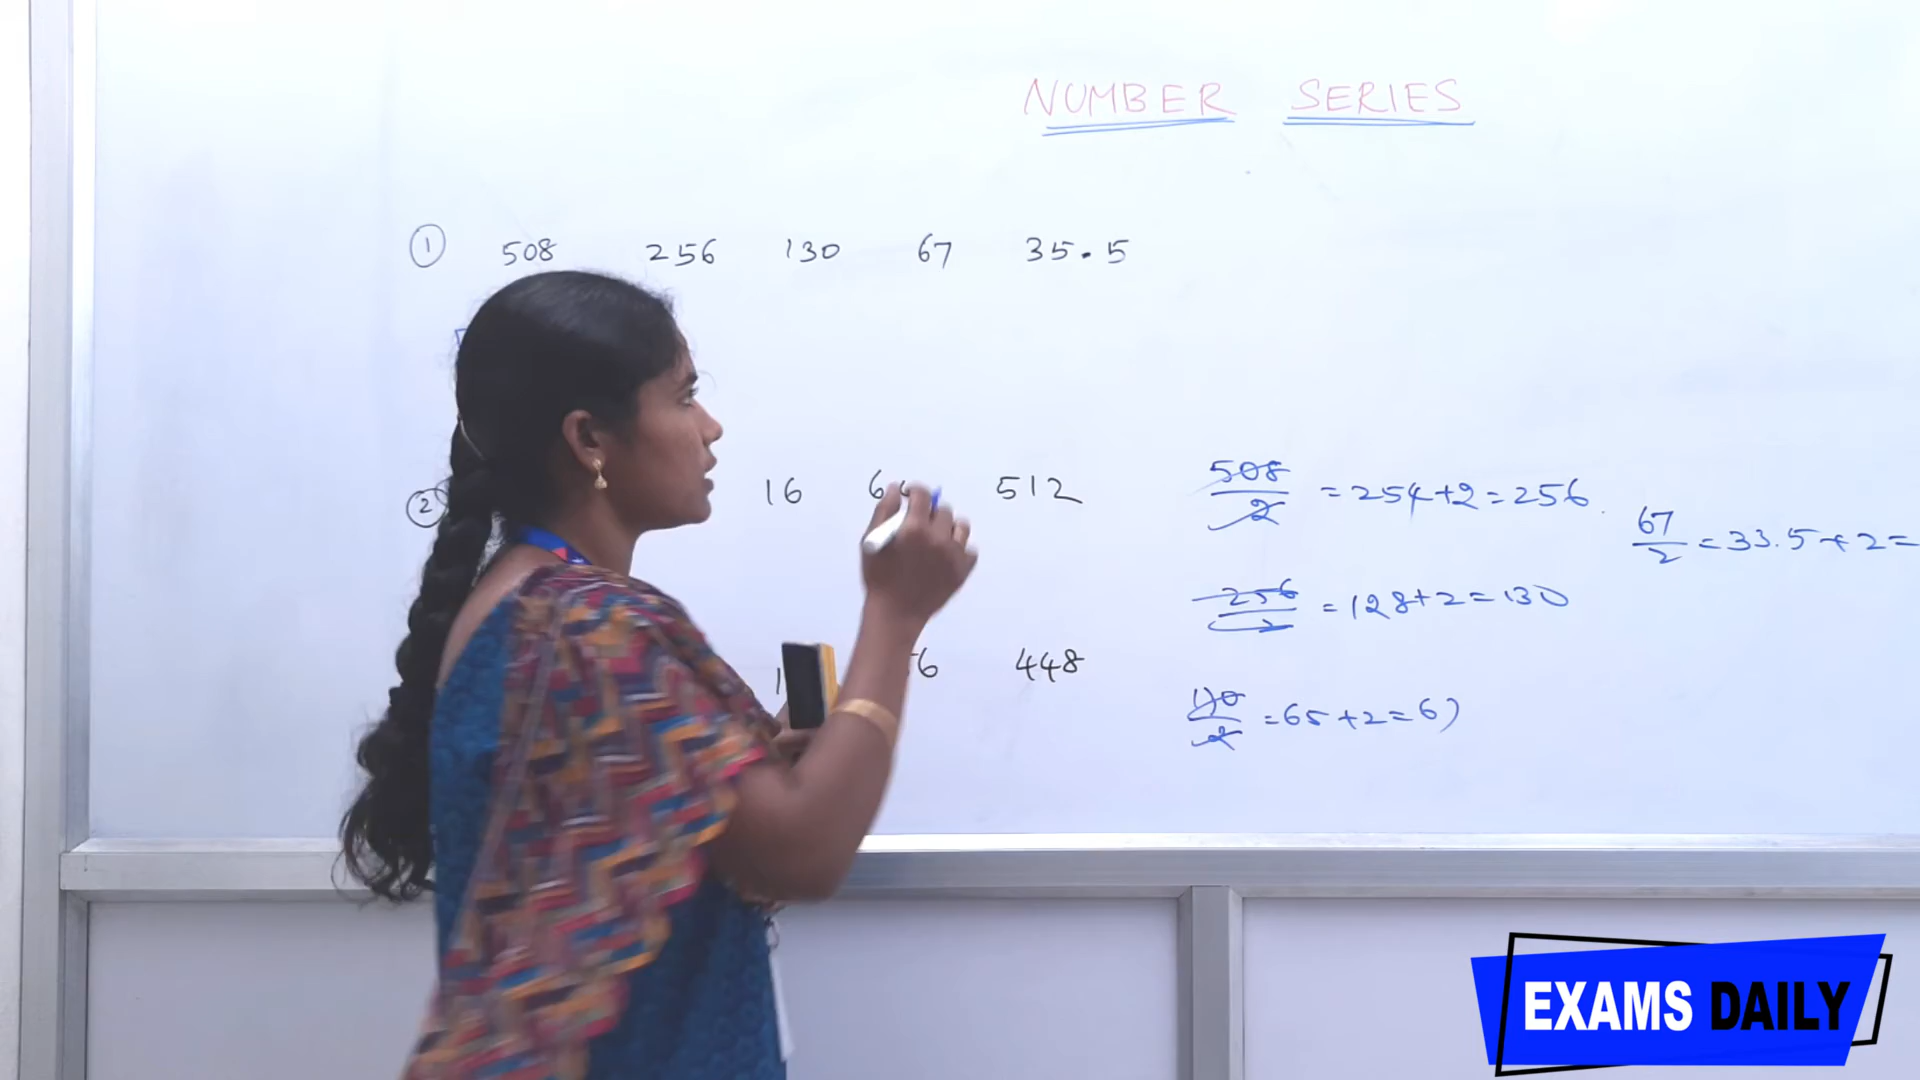 NUMBER SERIES
① 508 256 130 67 35.5
② 16 512
448
508/2 = 254+2=256
67/2 = 33.5+2=
256/2 = 128+2=130
130/2 = 65+2=67
EXAMS DAILY